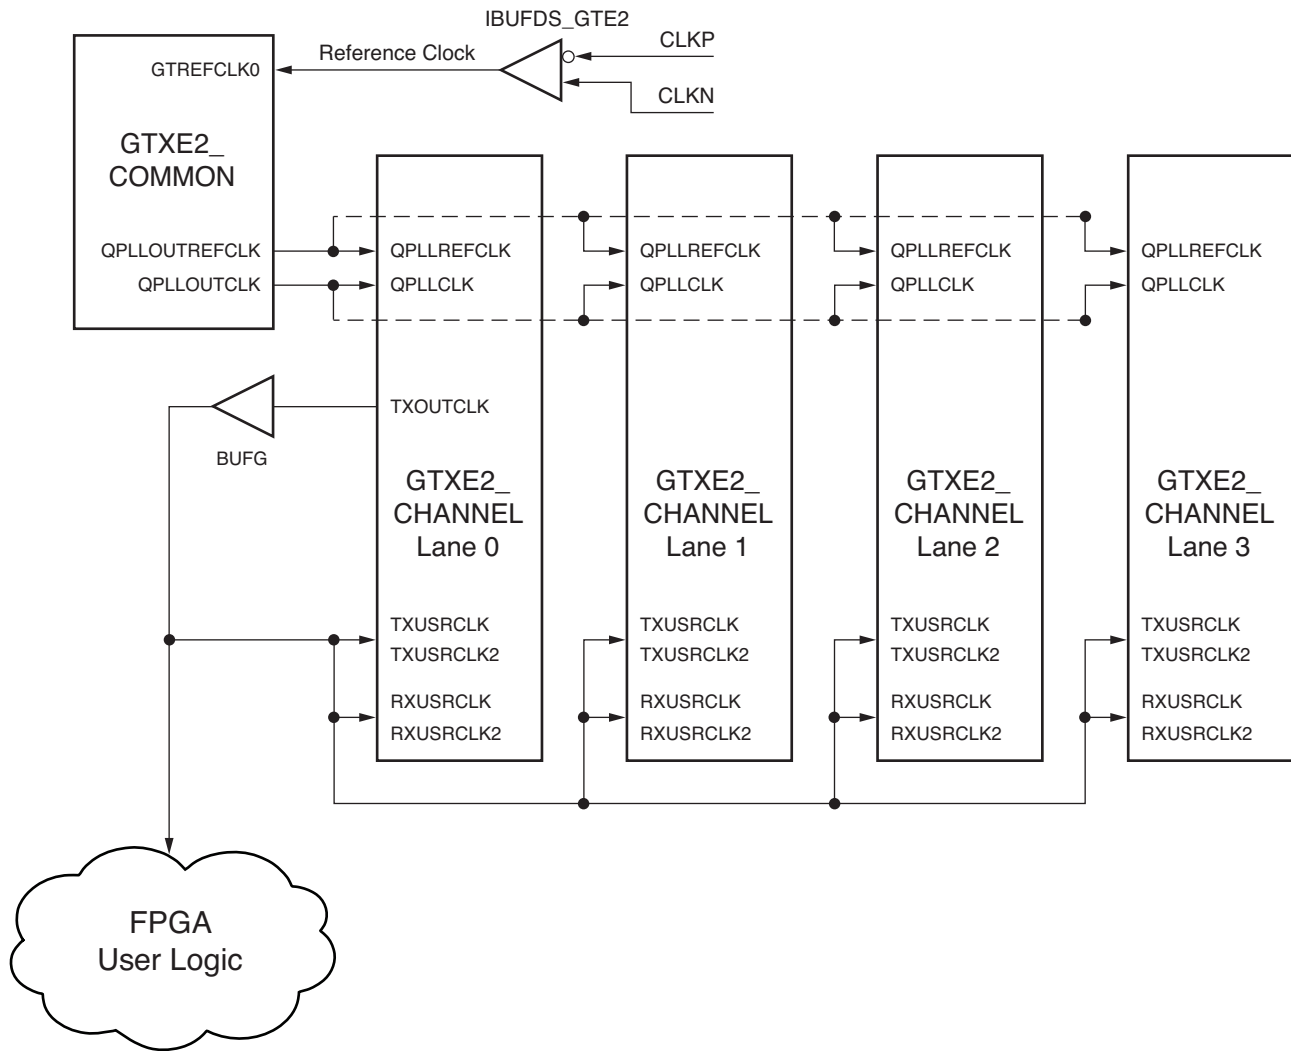 IBUFDS_GTE2
CLKP
Reference Clock
GTREFCLK0
CLKN
GTXE2_
COMMON
QPLLOUTREFCLK
QPLLOUTCLK
QPLLREFCLK
QPLLCLK
QPLLREFCLK
QPLLCLK
QPLLREFCLK
QPLLCLK
QPLLREFCLK
QPLLCLK
TXOUTCLK
BUFG
GTXE2_
CHANNEL
Lane 0
GTXE2_
CHANNEL
Lane 1
GTXE2_
CHANNEL
Lane 2
GTXE2_
CHANNEL
Lane 3
TXUSRCLK
TXUSRCLK2
RXUSRCLK
RXUSRCLK2
TXUSRCLK
TXUSRCLK2
RXUSRCLK
RXUSRCLK2
TXUSRCLK
TXUSRCLK2
RXUSRCLK
RXUSRCLK2
TXUSRCLK
TXUSRCLK2
RXUSRCLK
RXUSRCLK2
FPGA
User Logic